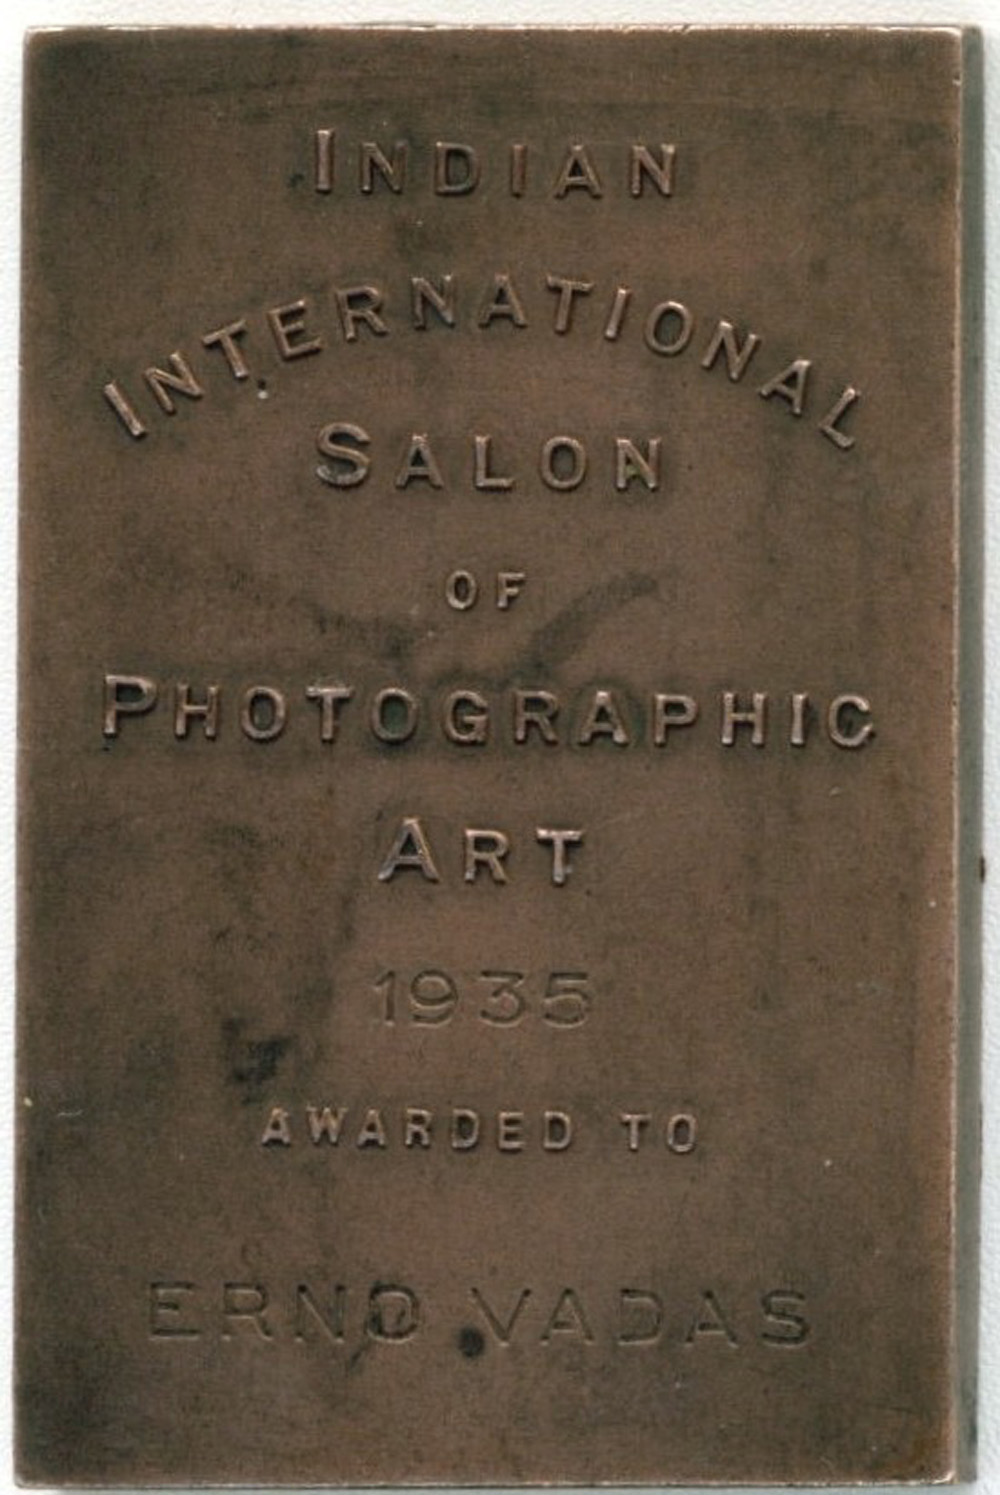 INDIAN
INTERNATIONAL
SALON
OF
PHOTOGRAPHIC
ART
1935
AWARDED TO
ERNO VADAS